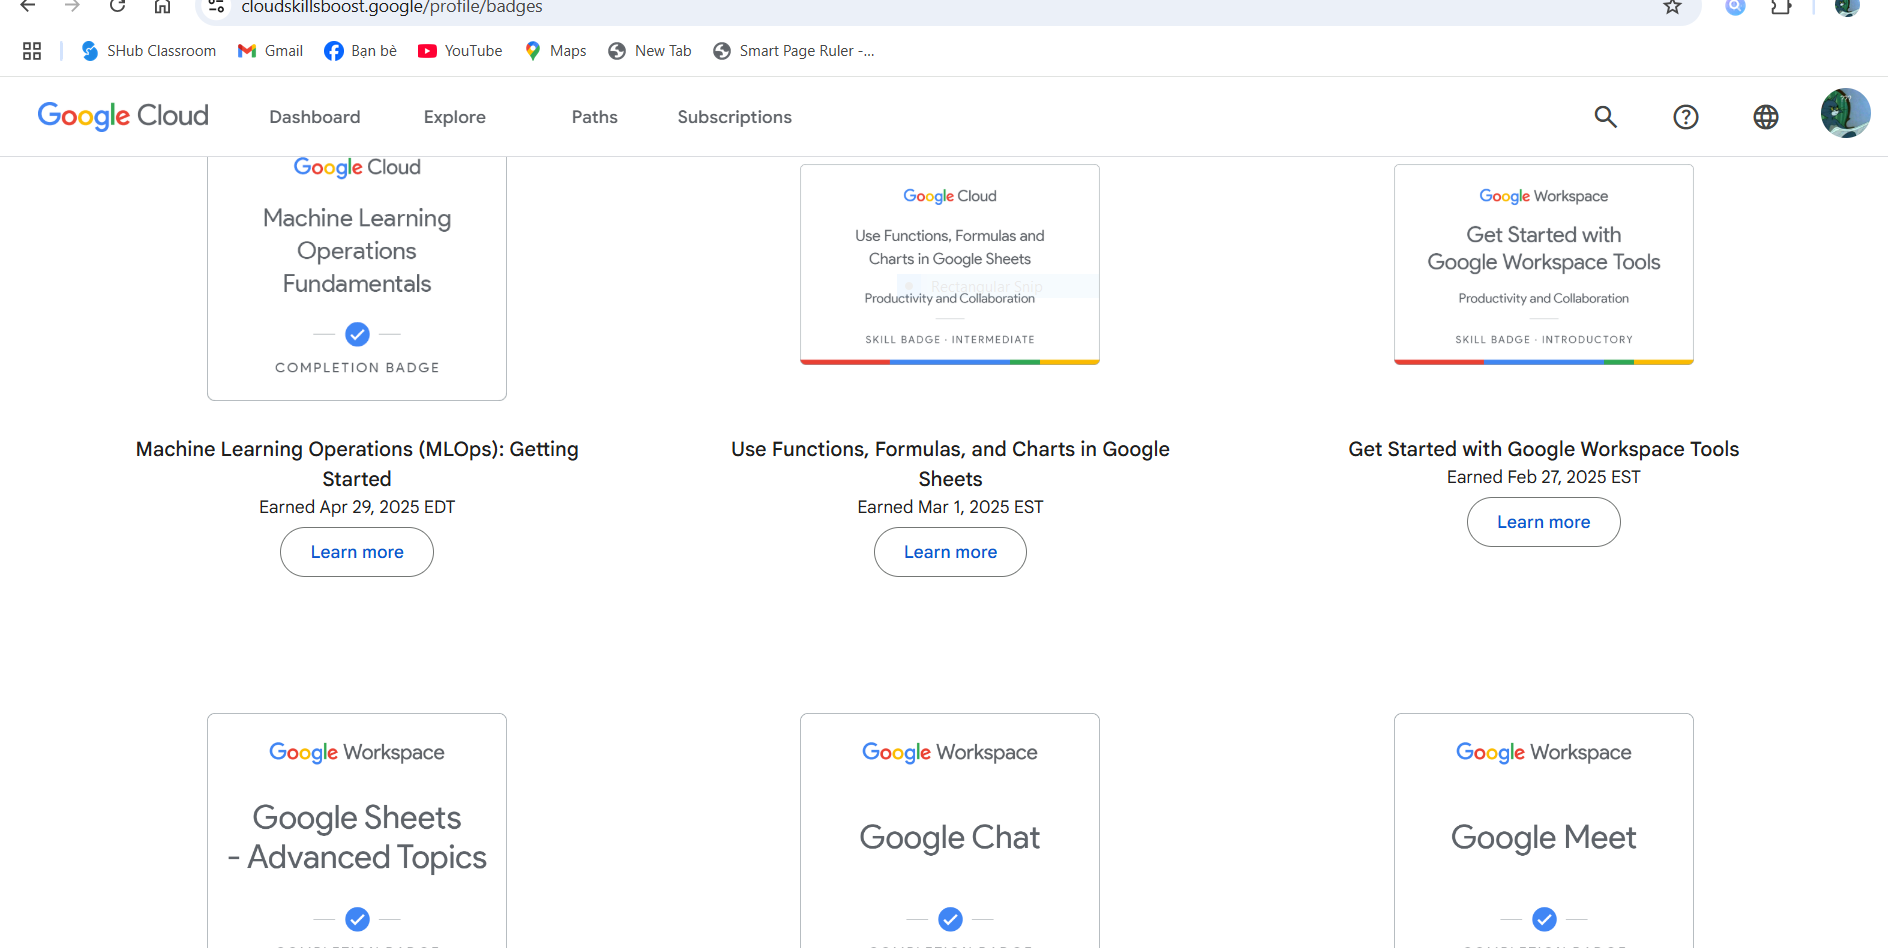 cloudskillsboost.google/profile/badges
SHub Classroom
Gmail
Bạn bè
YouTube
Maps
New Tab
Smart Page Ruler -...
Google Cloud
Dashboard
Explore
Paths
Subscriptions
Google Cloud
Machine Learning
Operations
Fundamentals
COMPLETION BADGE
Machine Learning Operations (MLOps): Getting
Started
Earned Apr 29, 2025 EDT
Learn more
Google Cloud
Use Functions, Formulas and
Charts in Google Sheets
Rectangular Snip
Productivity and Collaboration
SKILL BADGE · INTERMEDIATE
Use Functions, Formulas, and Charts in Google
Sheets
Earned Mar 1, 2025 EST
Learn more
Google Workspace
Get Started with
Google Workspace Tools
Productivity and Collaboration
SKILL BADGE · INTRODUCTORY
Get Started with Google Workspace Tools
Earned Feb 27, 2025 EST
Learn more
Google Workspace
Google Sheets
- Advanced Topics
Google Workspace
Google Chat
Google Workspace
Google Meet